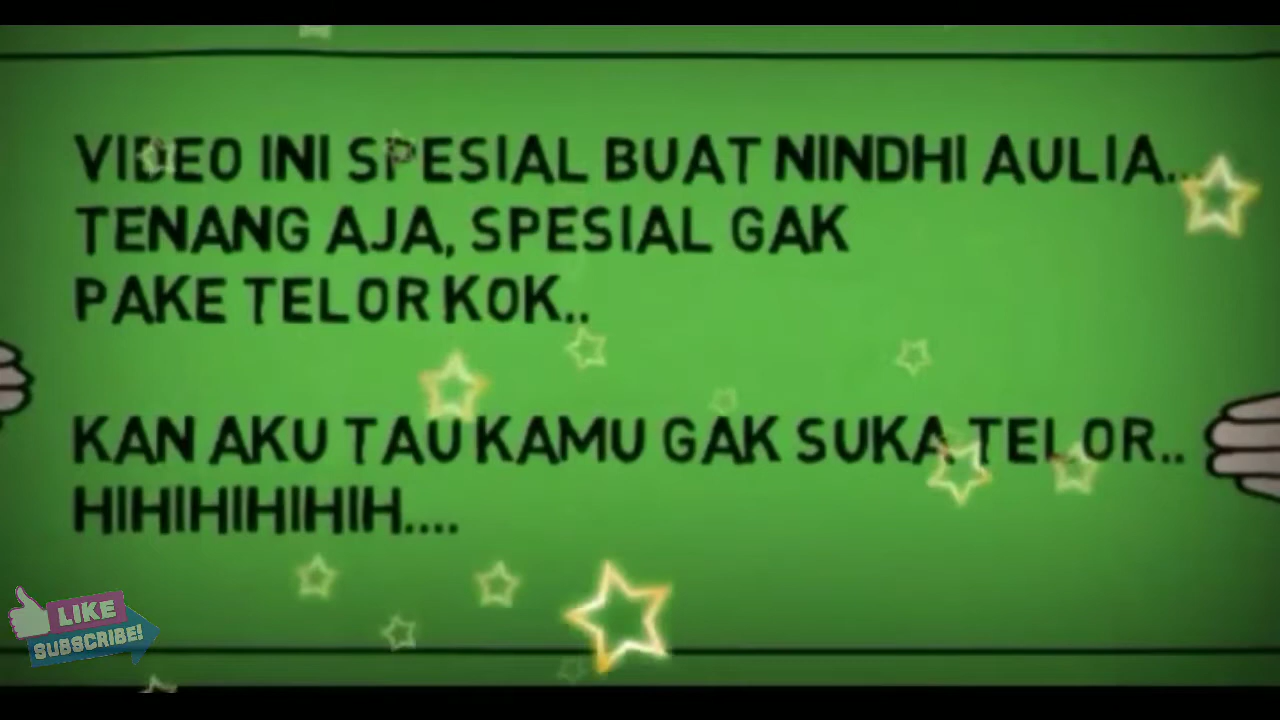 VIDEO INI SPESIAL BUAT NINDHI AULIA..
TENANG AJA, SPESIAL GAK
PAKE TELOR KOK..
KAN AKU TAU KAMU GAK SUKA TELOR..
HIHIHIHIHIH....
LIKE
SUBSCRIBE!